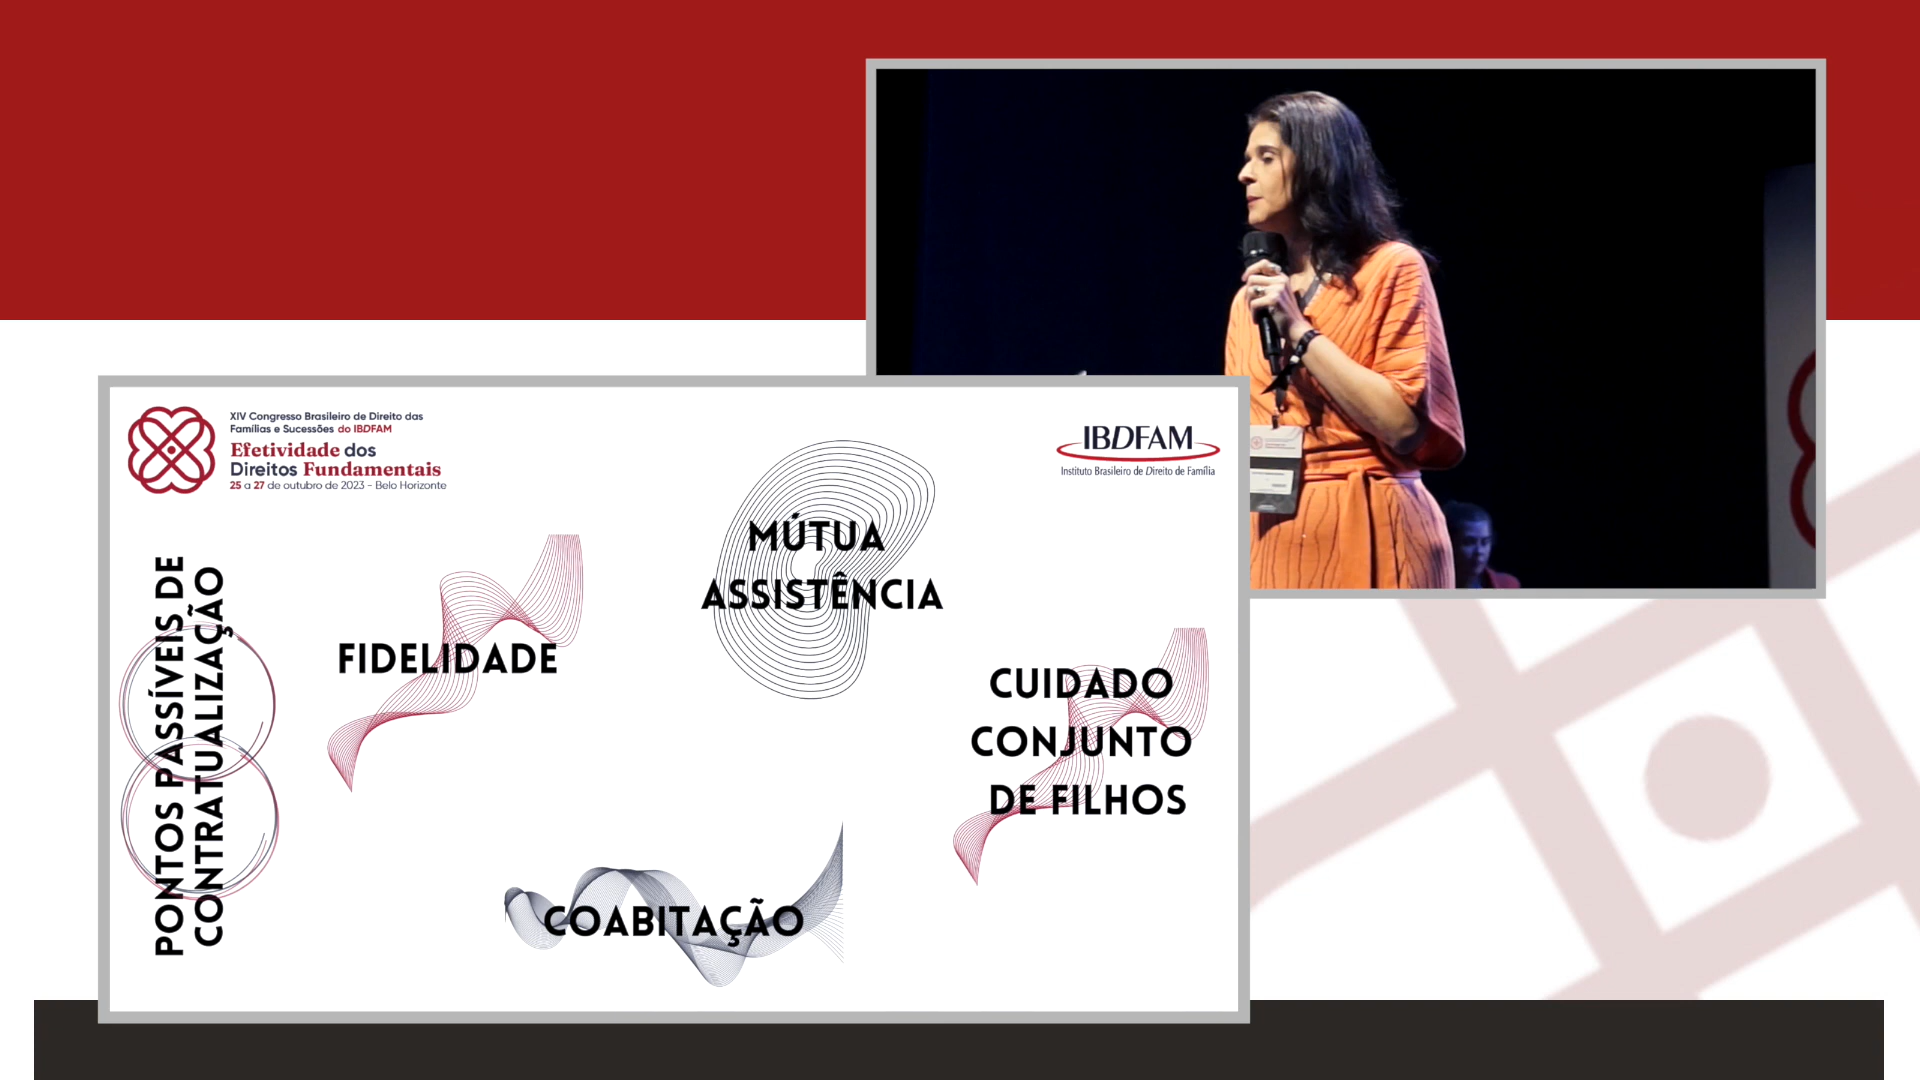 XIV Congresso Brasileiro de Direito das
Famílias e Sucessões do IBDFAM
Efetividade dos
Direitos Fundamentais
25 a 27 de outubro de 2023 - Belo Horizonte
IBDFAM
Instituto Brasileiro de Direito de Família
PONTOS PASSÍVEIS DE
CONTRATUALIZAÇÃO
FIDELIDADE
MÚTUA
ASSISTÊNCIA
CUIDADO
CONJUNTO
DE FILHOS
COABITAÇÃO